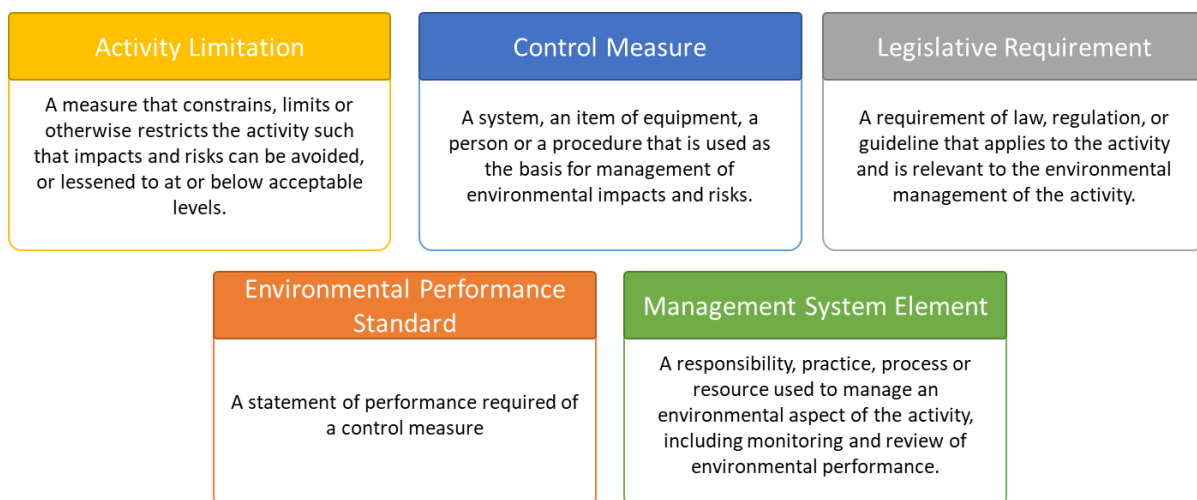 Activity Limitation
A measure that constrains, limits or
otherwise restricts the activity such
that impacts and risks can be avoided,
or lessened to at or below acceptable
levels.
Control Measure
A system, an item of equipment, a
person or a procedure that is used as
the basis for management of
environmental impacts and risks.
Legislative Requirement
A requirement of law, regulation, or
guideline that applies to the activity
and is relevant to the environmental
management of the activity.
Environmental Performance
Standard
A statement of performance required of
a control measure
Management System Element
A responsibility, practice, process or
resource used to manage an
environmental aspect of the activity,
including monitoring and review of
environmental performance.